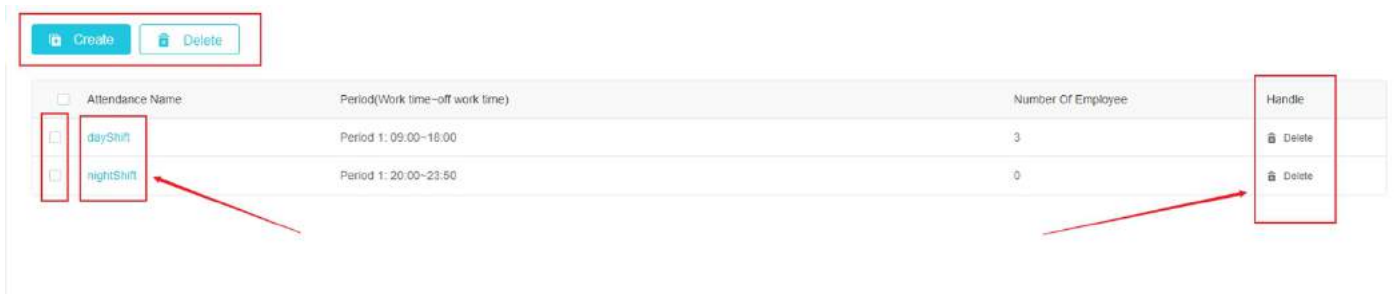 Create Delete
Attendance Name Period(Work time~off work time) Number Of Employee Handle
dayShift Period 1: 09:00~18:00 3 Delete
nightShift Period 1: 20:00~23:50 0 Delete